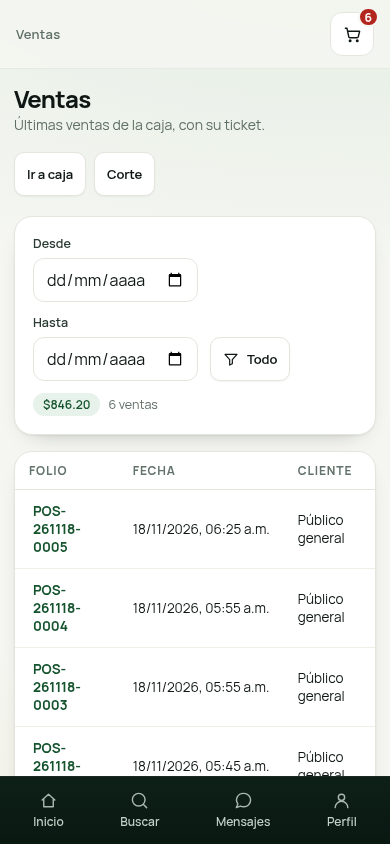 Ventas
6
Ventas
Últimas ventas de la caja, con su ticket.
Ir a caja
Corte
Desde
dd/mm/aaaa
Hasta
dd/mm/aaaa
Todo
$846.20 6 ventas
FOLIO FECHA CLIENTE
POS-
261118-
0005
18/11/2026, 06:25 a.m.
Público
general
POS-
261118-
0004
18/11/2026, 05:55 a.m.
Público
general
POS-
261118-
0003
18/11/2026, 05:55 a.m.
Público
general
POS-
261118-
18/11/2026, 05:45 a.m.
Público
general
Inicio Buscar Mensajes Perfil